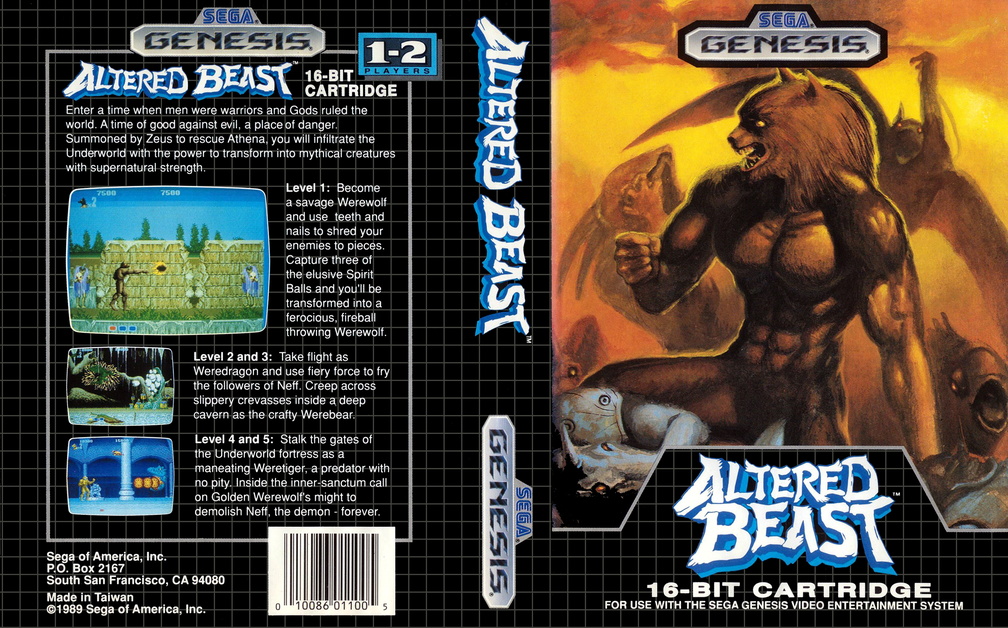 SEGA
GENESIS
ALTERED BEAST™
16-BIT
CARTRIDGE
1-2
PLAYERS
Enter a time when men were warriors and Gods ruled the
world. A time of good against evil, a place of danger.
Summoned by Zeus to rescue Athena, you will infiltrate the
Underworld with the power to transform into mythical creatures
with supernatural strength.
7500 7500
Level 1: Become
a savage Werewolf
and use teeth and
nails to shred your
enemies to pieces.
Capture three of
the elusive Spirit
Balls and you'll be
transformed into a
ferocious, fireball
throwing Werewolf.
Level 2 and 3: Take flight as
Weredragon and use fiery force to fry
the followers of Neff. Creep across
slippery crevasses inside a deep
cavern as the crafty Werebear.
Level 4 and 5: Stalk the gates of
the Underworld fortress as a
maneating Weretiger, a predator with
no pity. Inside the inner-sanctum call
on Golden Werewolf's might to
demolish Neff, the demon - forever.
Sega of America, Inc.
P.O. Box 2167
South San Francisco, CA 94080
Made in Taiwan
©1989 Sega of America, Inc.
0 10086 01100 5
ALTERED BEAST™
SEGA
GENESIS
SEGA
GENESIS
ALTERED
BEAST™
16-BIT CARTRIDGE
FOR USE WITH THE SEGA GENESIS VIDEO ENTERTAINMENT SYSTEM